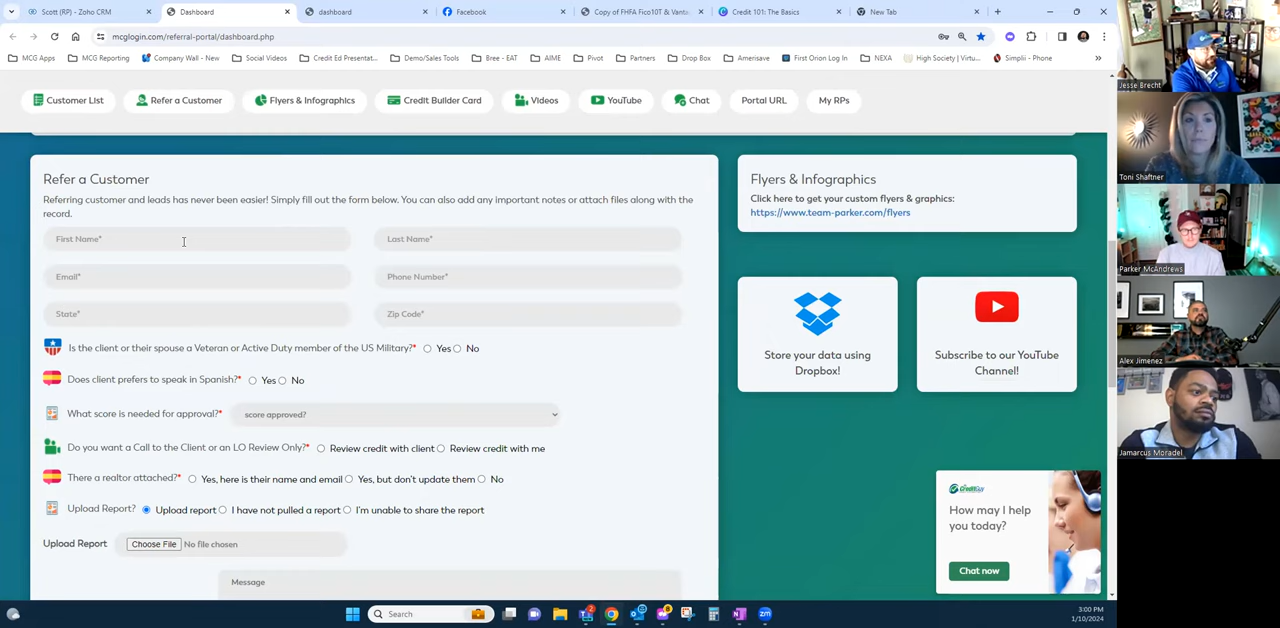 Scott (RP) - Zoho CRM
Dashboard
dashboard
Facebook
Copy of FHFA Fico10T & Vanta
Credit 101: The Basics
New Tab
mcglogin.com/referral-portal/dashboard.php
MCG Apps
MCG Reporting
Company Wall - New
Social Videos
Credit Ed Presentat...
Demo/Sales Tools
Bree - EAT
AIME
Pivot
Partners
Drop Box
Amerisave
First Orion Log In
NEXA
High Society | Virtu...
Simplii - Phone
Customer List
Refer a Customer
Flyers & Infographics
Credit Builder Card
Videos
YouTube
Chat
Portal URL
My RPs
Refer a Customer
Referring customer and leads has never been easier! Simply fill out the form below. You can also add any important notes or attach files along with the
record.
First Name*
Last Name*
Email*
Phone Number*
State*
Zip Code*
Is the client or their spouse a Veteran or Active Duty member of the US Military?* Yes No
Does client prefers to speak in Spanish?* Yes No
What score is needed for approval?* score approved?
Do you want a Call to the Client or an LO Review Only?* Review credit with client Review credit with me
There a realtor attached?* Yes, here is their name and email Yes, but don't update them No
Upload Report? Upload report I have not pulled a report I'm unable to share the report
Upload Report Choose File No file chosen
Message
Flyers & Infographics
Click here to get your custom flyers & graphics:
https://www.team-parker.com/flyers
Store your data using
Dropbox!
Subscribe to our YouTube
Channel!
How may I help
you today?
Chat now
Jesse Brecht
Toni Shaftner
Parker McAndrews
Alex Jimenez
Jamarcus Moradel
Search
3:00 PM
1/10/2024